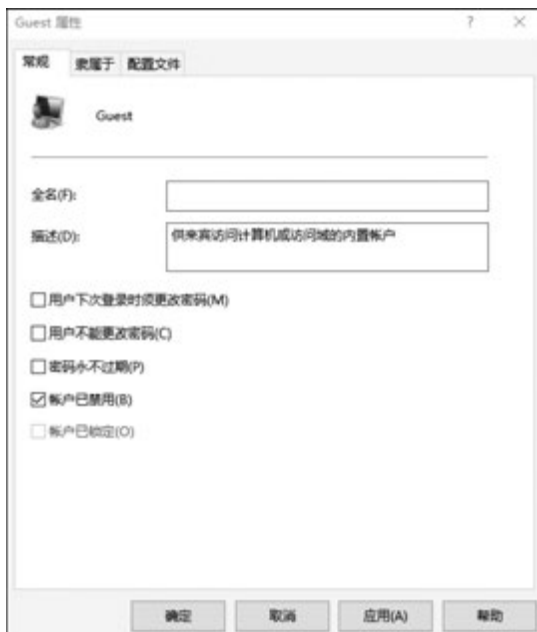 Guest 属性
? ×
常规 隶属于 配置文件
Guest
全名(F):
描述(D): 供来宾访问计算机或访问域的内置帐户
用户下次登录时须更改密码(M)
用户不能更改密码(C)
密码永不过期(P)
帐户已禁用(B)
帐户已锁定(O)
确定 取消 应用(A) 帮助